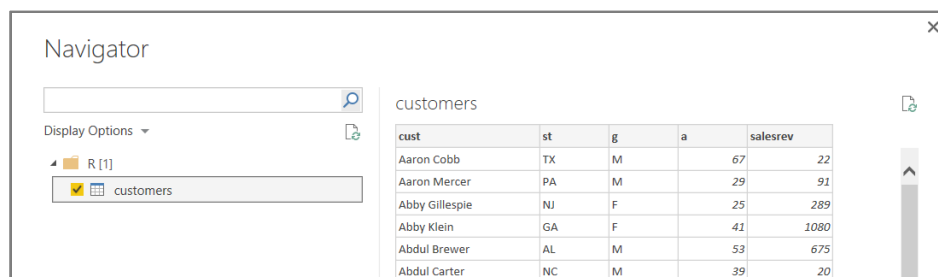 Navigator
customers
Display Options
R [1]
customers
cust st g a salesrev
Aaron Cobb TX M 67 22
Aaron Mercer PA M 29 91
Abby Gillespie NJ F 25 289
Abby Klein GA F 41 1080
Abdul Brewer AL M 53 675
Abdul Carter NC M 39 20